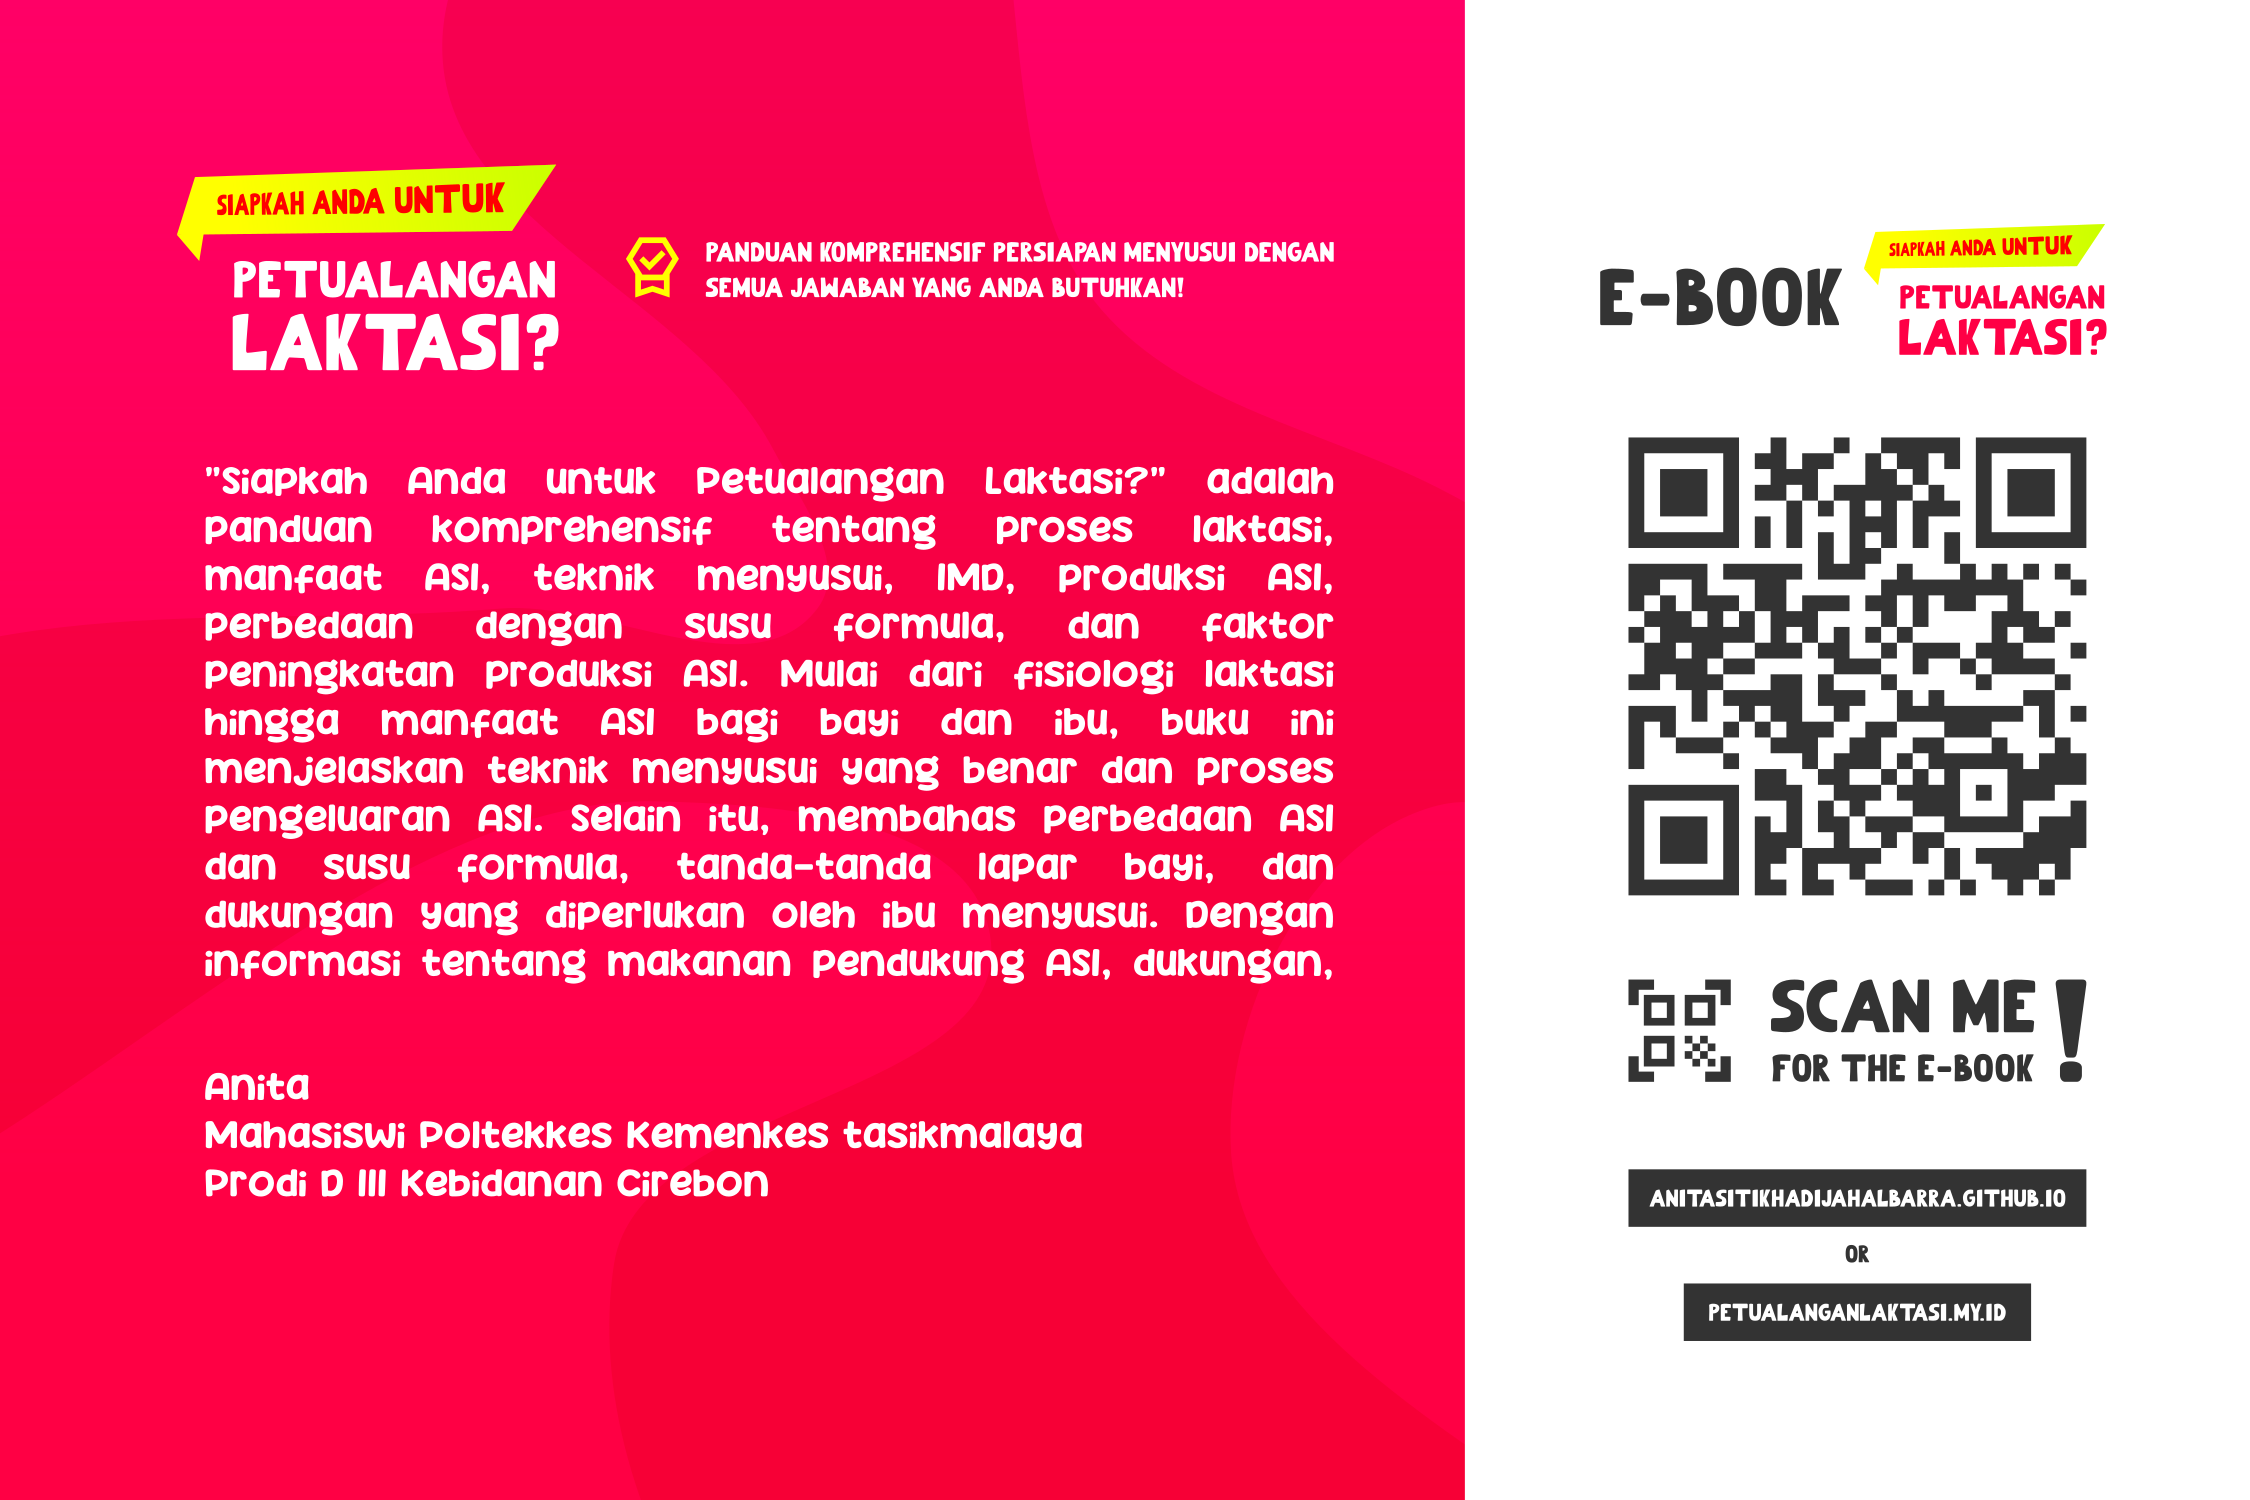 SIAPKAH ANDA UNTUK
PETUALANGAN
LAKTASI?
PANDUAN KOMPREHENSIF PERSIAPAN MENYUSUI DENGAN
SEMUA JAWABAN YANG ANDA BUTUHKAN!
"Siapkah Anda untuk Petualangan Laktasi?" adalah
panduan komprehensif tentang proses laktasi,
manfaat ASI, teknik menyusui, IMD, produksi ASI,
perbedaan dengan susu formula, dan faktor
peningkatan produksi ASI. Mulai dari fisiologi laktasi
hingga manfaat ASI bagi bayi dan ibu, buku ini
menjelaskan teknik menyusui yang benar dan proses
pengeluaran ASI. Selain itu, membahas perbedaan ASI
dan susu formula, tanda-tanda lapar bayi, dan
dukungan yang diperlukan oleh ibu menyusui. Dengan
informasi tentang makanan pendukung ASI, dukungan,
Anita
Mahasiswi Poltekkes Kemenkes tasikmalaya
Prodi D III Kebidanan Cirebon
E-BOOK
SIAPKAH ANDA UNTUK
PETUALANGAN
LAKTASI?
SCAN ME!
FOR THE E-BOOK
ANITASITIKHADIJAHALBARRA.GITHUB.IO
OR
PETUALANGANLAKTASI.MY.ID